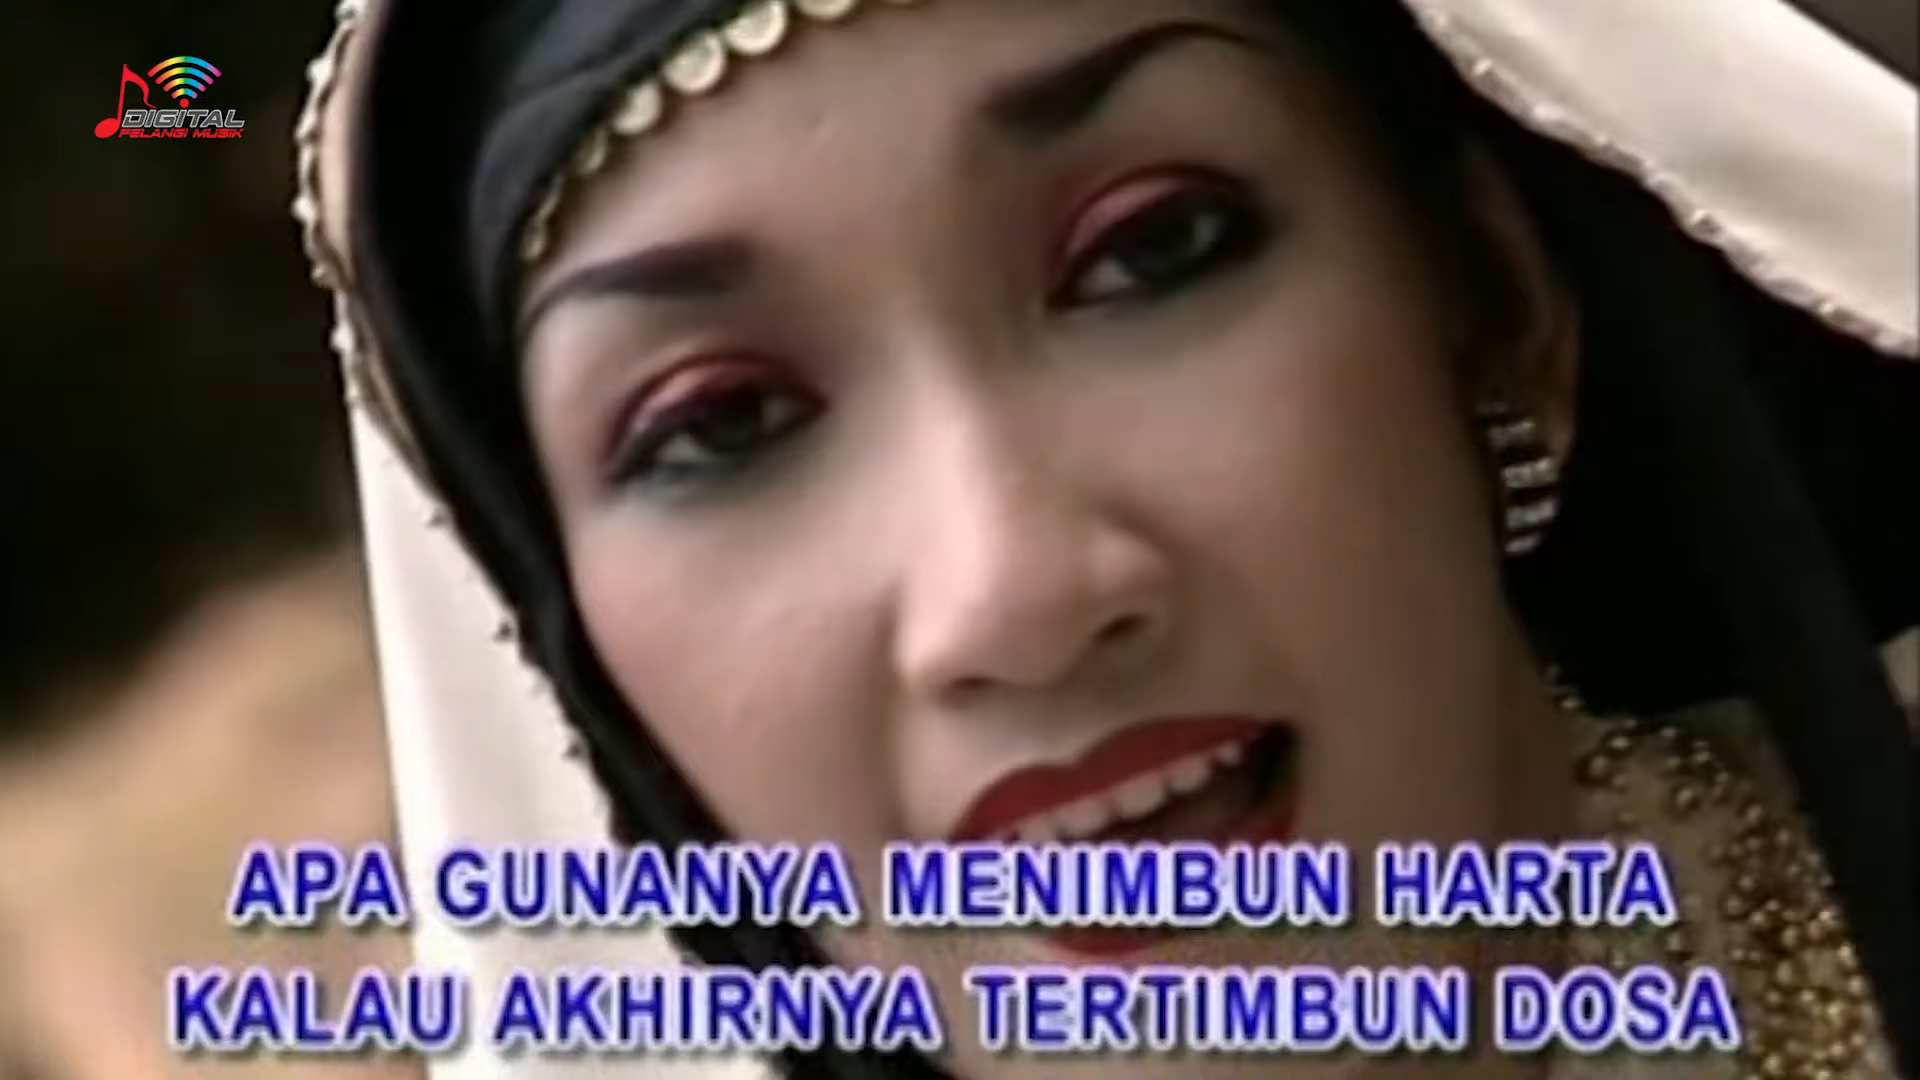 DIGITAL
PELANGI MUSIK
APA GUNANYA MENIMBUN HARTA
KALAU AKHIRNYA TERTIMBUN DOSA